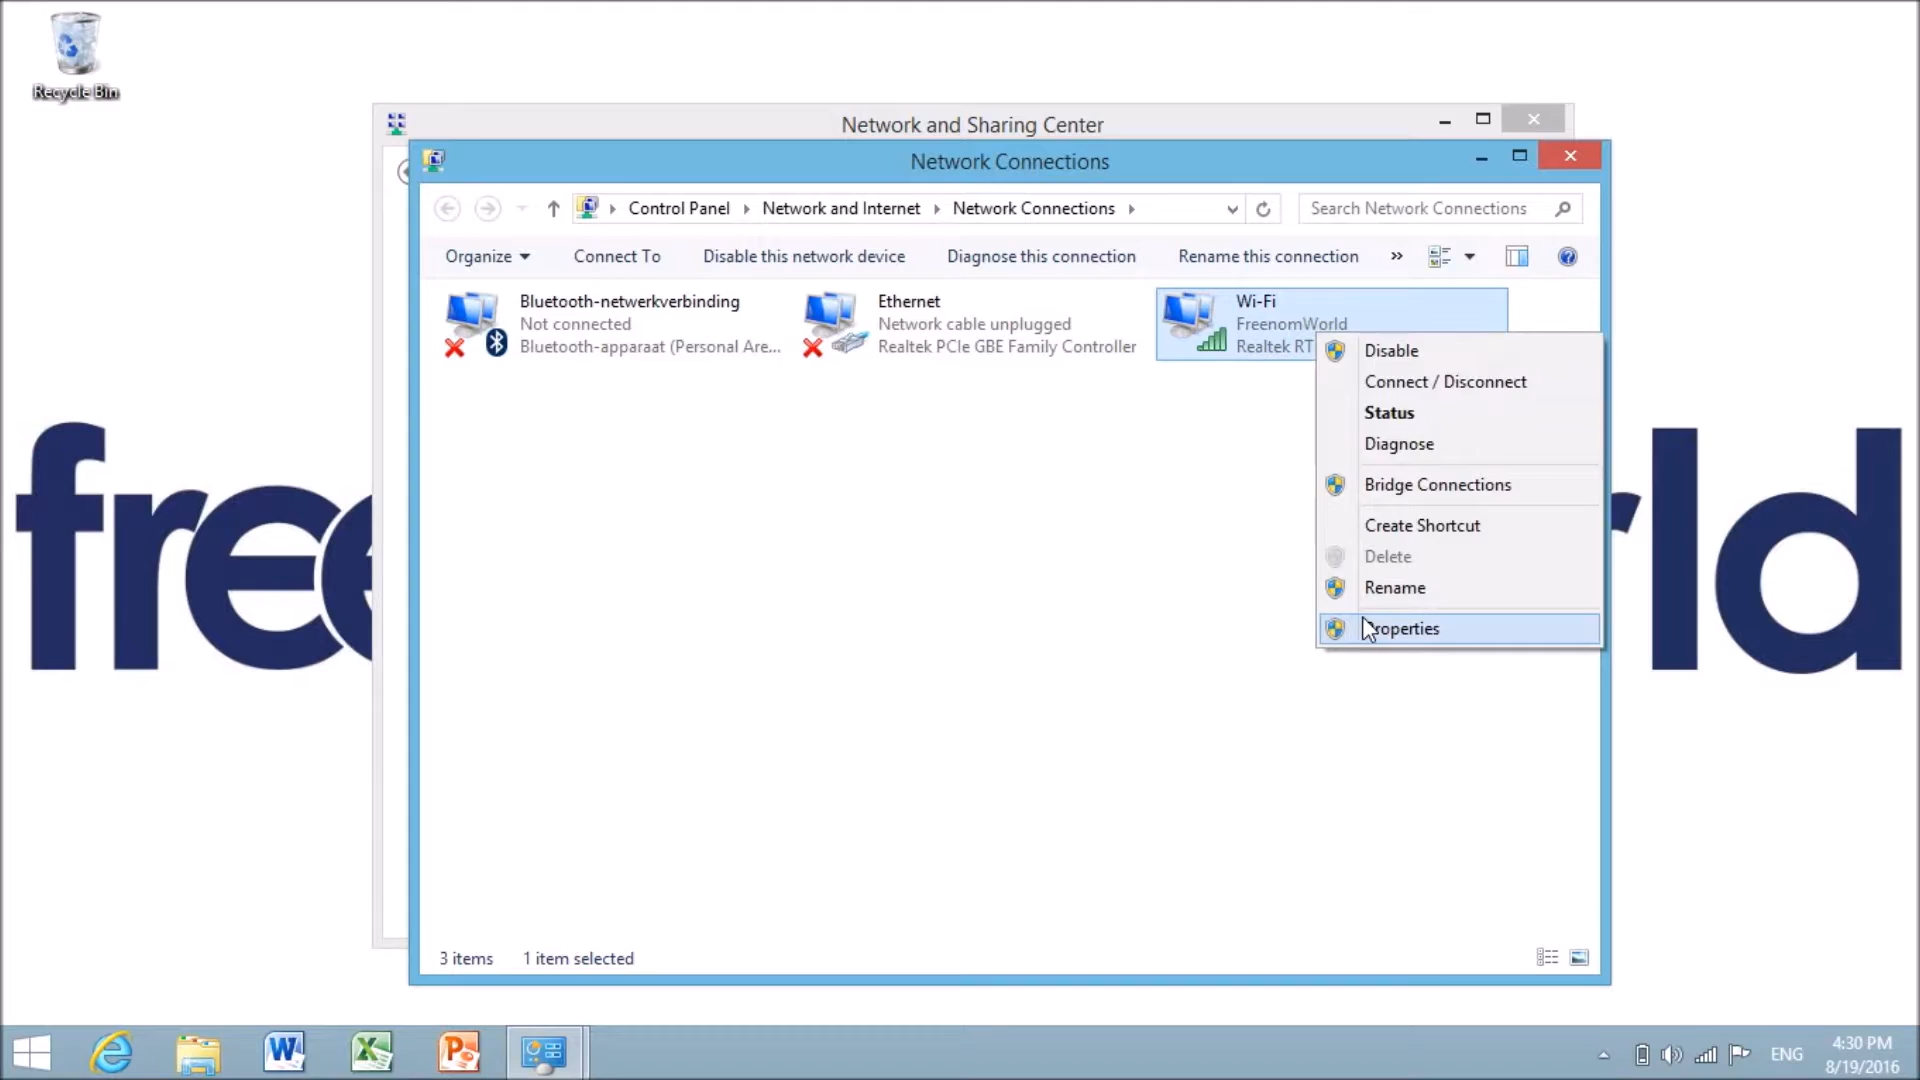 Recycle Bin
Network and Sharing Center
Network Connections
Control Panel Network and Internet Network Connections
Search Network Connections
Organize Connect To Disable this network device Diagnose this connection Rename this connection »
Bluetooth-netwerkverbinding
Not connected
Bluetooth-apparaat (Personal Are...
Ethernet
Network cable unplugged
Realtek PCIe GBE Family Controller
Wi-Fi
FreenomWorld
Realtek RT
Disable
Connect / Disconnect
Status
Diagnose
Bridge Connections
Create Shortcut
Delete
Rename
Properties
free
rld
3 items 1 item selected
ENG
4:30 PM
8/19/2016